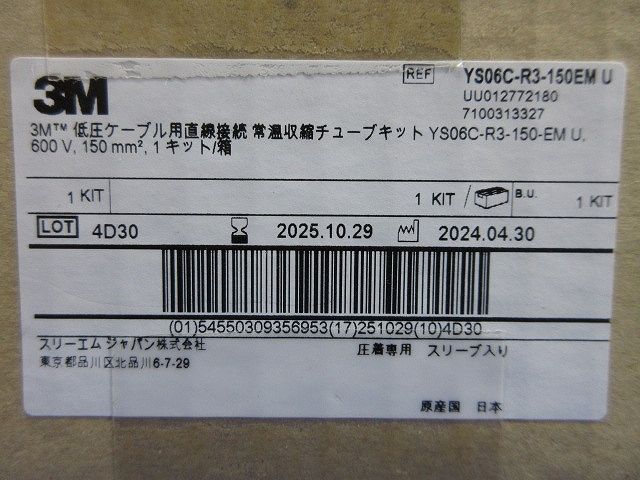 3M
REF YS06C-R3-150EM U
UU012772180
7100313327
3M™ 低圧ケーブル用直線接続 常温収縮チューブキット YS06C-R3-150-EM U,
600 V, 150 mm², 1 キット/箱
1 KIT 1 KIT / B.U. 1 KIT
LOT 4D30 2025.10.29 2024.04.30
(01)54550309356953(17)251029(10)4D30
スリーエム ジャパン株式会社
東京都品川区北品川6-7-29
圧着専用 スリーブ入り
原産国 日本